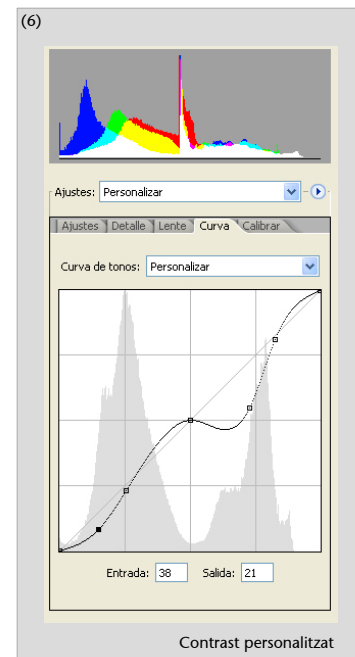 (6)
Ajustes: Personalizar
Ajustes Detalle Lente Curva Calibrar
Curva de tonos: Personalizar
Entrada: 38 Salida: 21
Contrast personalitzat